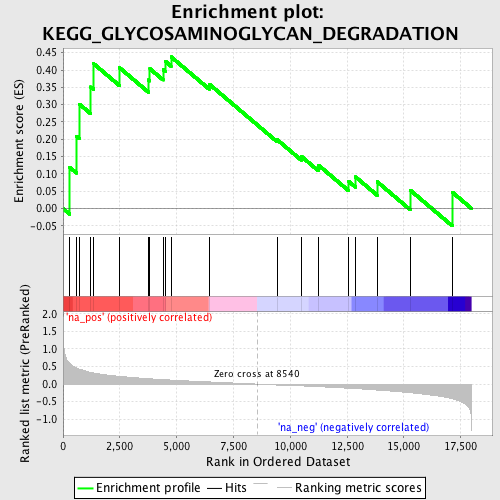 Enrichment plot:
KEGG_GLYCOSAMINOGLYCAN_DEGRADATION
Enrichment score (ES)
0.45
0.40
0.35
0.30
0.25
0.20
0.15
0.10
0.05
0.00
-0.05
Ranked list metric (PreRanked)
2.0
1.5
1.0
0.5
0.0
-0.5
-1.0
'na_pos' (positively correlated)
Zero cross at 8540
'na_neg' (negatively correlated)
0 2,500 5,000 7,500 10,000 12,500 15,000 17,500
Rank in Ordered Dataset
Enrichment profile Hits Ranking metric scores